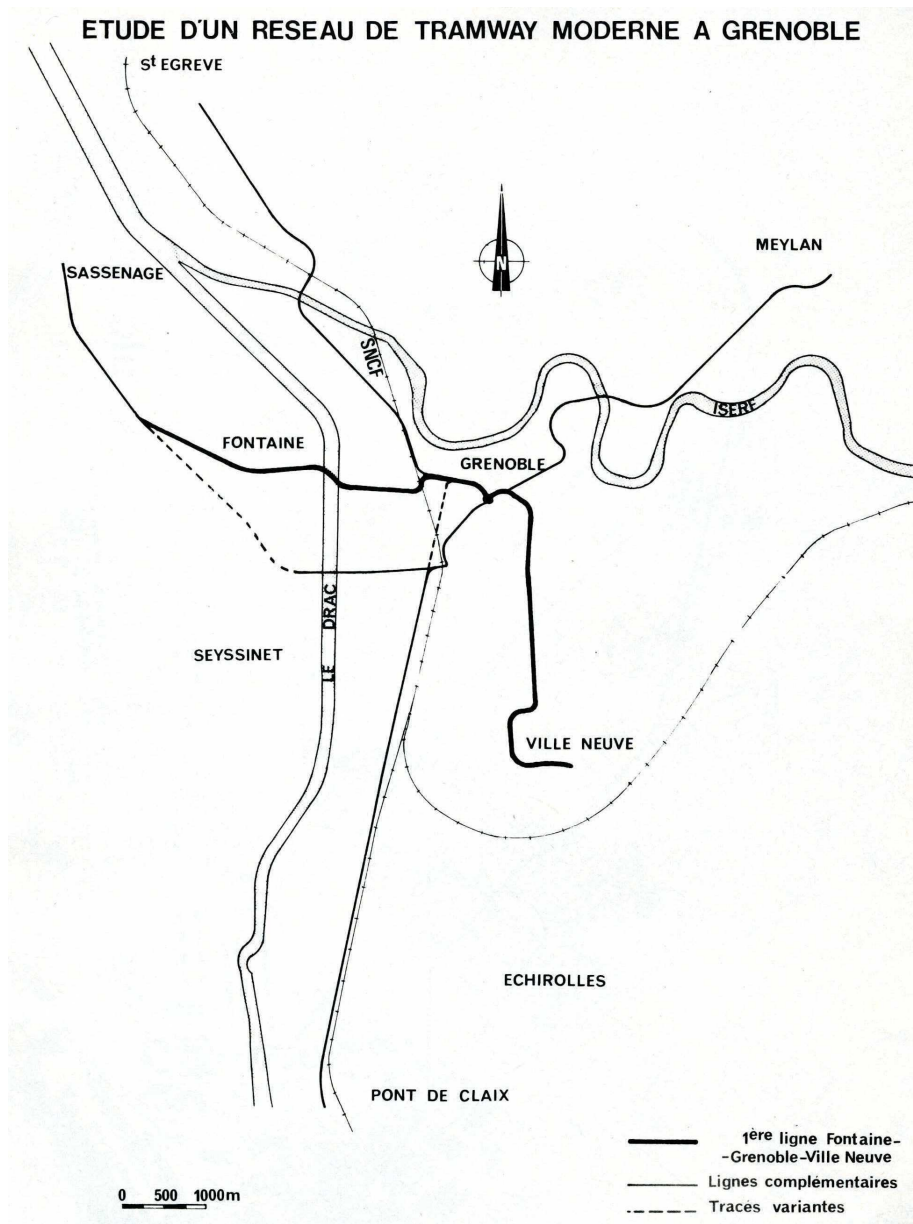 ETUDE D'UN RESEAU DE TRAMWAY MODERNE A GRENOBLE
St EGREVE
MEYLAN
SASSENAGE
N
SNCF
ISERE
FONTAINE
GRENOBLE
LE DRAC
SEYSSINET
VILLE NEUVE
ECHIROLLES
PONT DE CLAIX
1ère ligne Fontaine-
-Grenoble-Ville Neuve
Lignes complémentaires
Tracés variantes
0 500 1000m